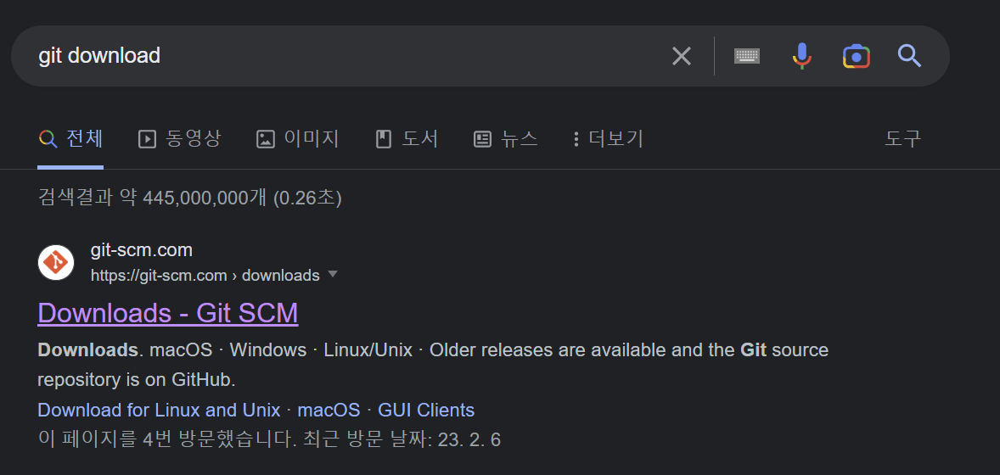 git download
전체 동영상 이미지 도서 뉴스 더보기 도구
검색결과 약 445,000,000개 (0.26초)
git-scm.com
https://git-scm.com › downloads
Downloads - Git SCM
Downloads. macOS · Windows · Linux/Unix · Older releases are available and the Git source
repository is on GitHub.
Download for Linux and Unix · macOS · GUI Clients
이 페이지를 4번 방문했습니다. 최근 방문 날짜: 23. 2. 6